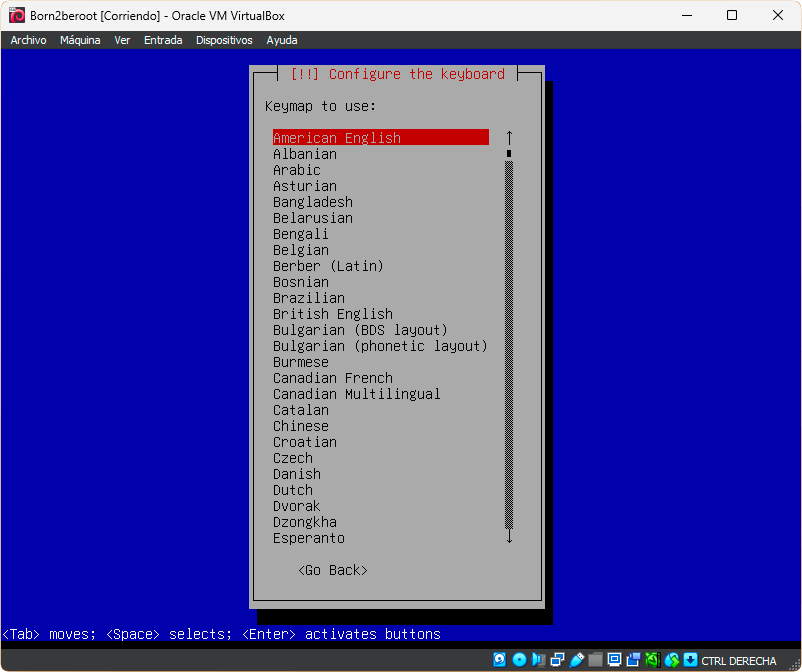 Born2beroot [Corriendo] - Oracle VM VirtualBox
Archivo Máquina Ver Entrada Dispositivos Ayuda
[!!] Configure the keyboard
Keymap to use:
American English
Albanian
Arabic
Asturian
Bangladesh
Belarusian
Bengali
Belgian
Berber (Latin)
Bosnian
Brazilian
British English
Bulgarian (BDS layout)
Bulgarian (phonetic layout)
Burmese
Canadian French
Canadian Multilingual
Catalan
Chinese
Croatian
Czech
Danish
Dutch
Dvorak
Dzongkha
Esperanto
<Go Back>
<Tab> moves; <Space> selects; <Enter> activates buttons
CTRL DERECHA